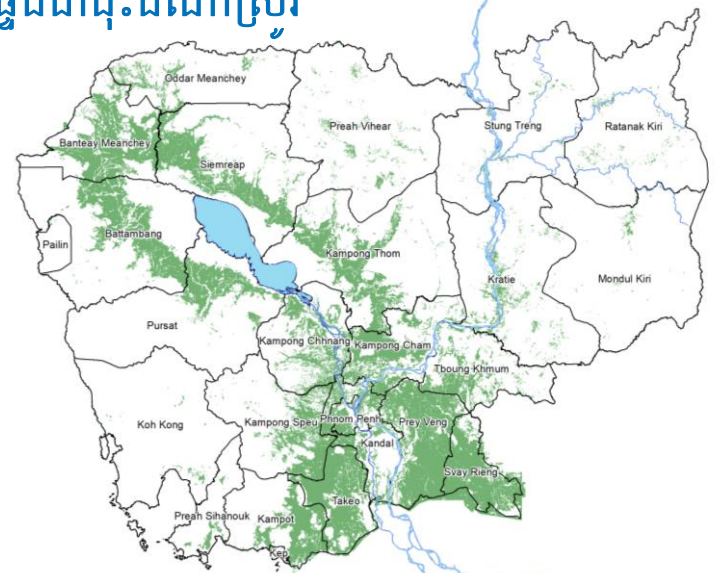 Oddar Meanchey
Preah Vihear
Stung Treng
Ratanak Kiri
Banteay Meanchey
Siemreap
Battambang
Pailin
Kampong Thom
Kratie
Mondul Kiri
Pursat
Kampong Chhnang
Kampong Cham
Tboung Khmum
Koh Kong
Kampong Speu
Phnom Penh
Prey Veng
Kandal
Svay Rieng
Takeo
Preah Sihanouk
Kampot
Kep